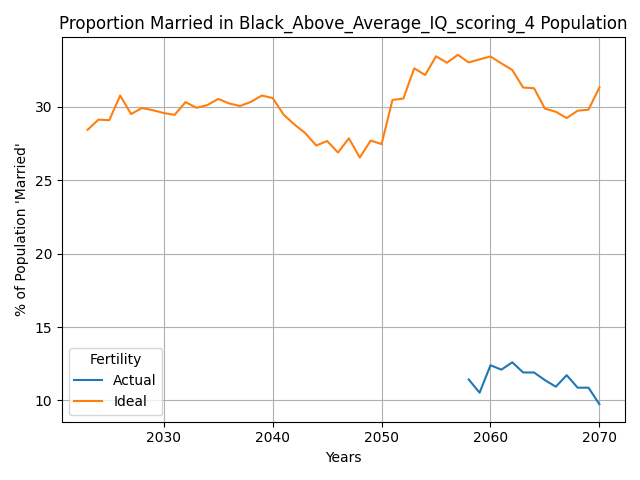 Proportion Married in Black_Above_Average_IQ_scoring_4 Population
% of Population 'Married'
30
25
20
15
10
Fertility
Actual
Ideal
2030 2040 2050 2060 2070
Years